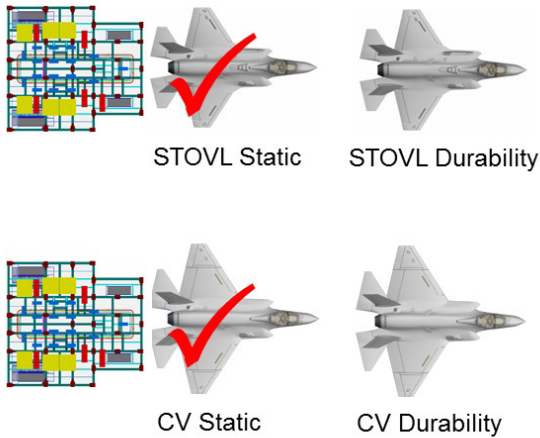 STOVL Static
STOVL Durability
CV Static
CV Durability